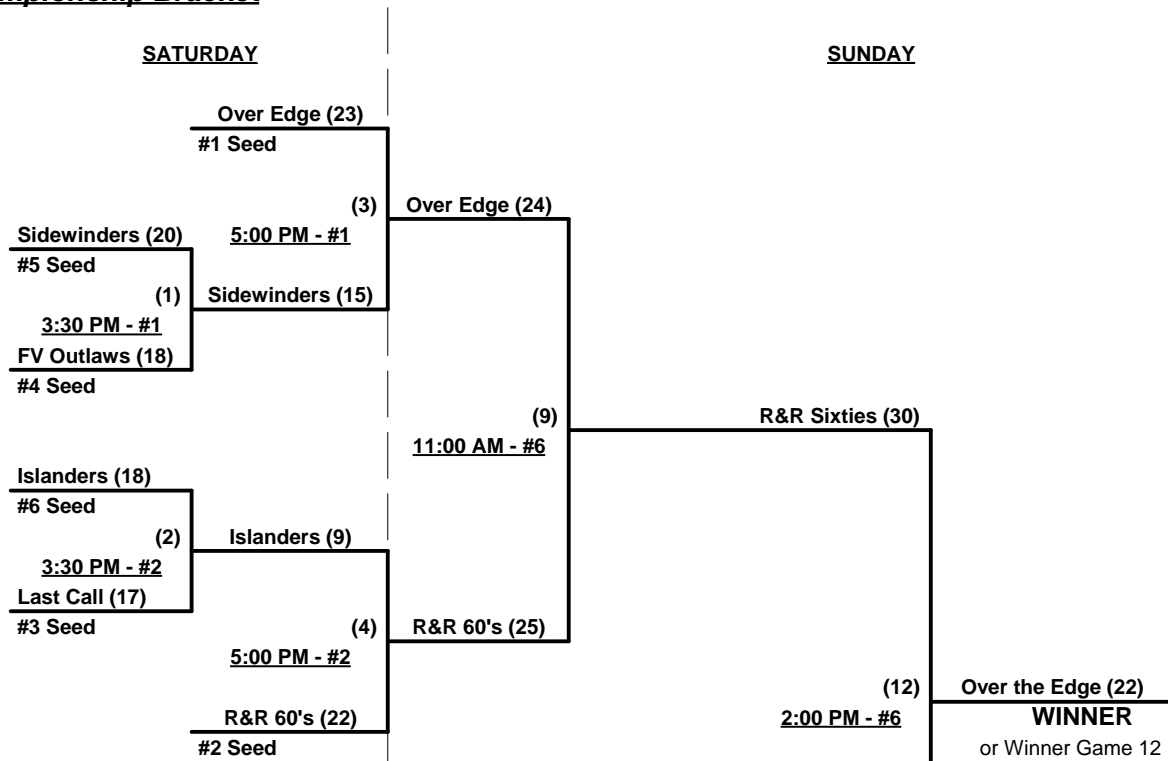 SATURDAY
SUNDAY
Over Edge (23)
#1 Seed
(3)
Over Edge (24)
Sidewinders (20)
5:00 PM - #1
#5 Seed
(1)
Sidewinders (15)
3:30 PM - #1
FV Outlaws (18)
#4 Seed
(9)
R&R Sixties (30)
11:00 AM - #6
Islanders (18)
#6 Seed
(2)
Islanders (9)
3:30 PM - #2
Last Call (17)
#3 Seed
(4)
R&R 60's (25)
5:00 PM - #2
(12)
Over the Edge (22)
R&R 60's (22)
2:00 PM - #6
WINNER
#2 Seed
or Winner Game 12